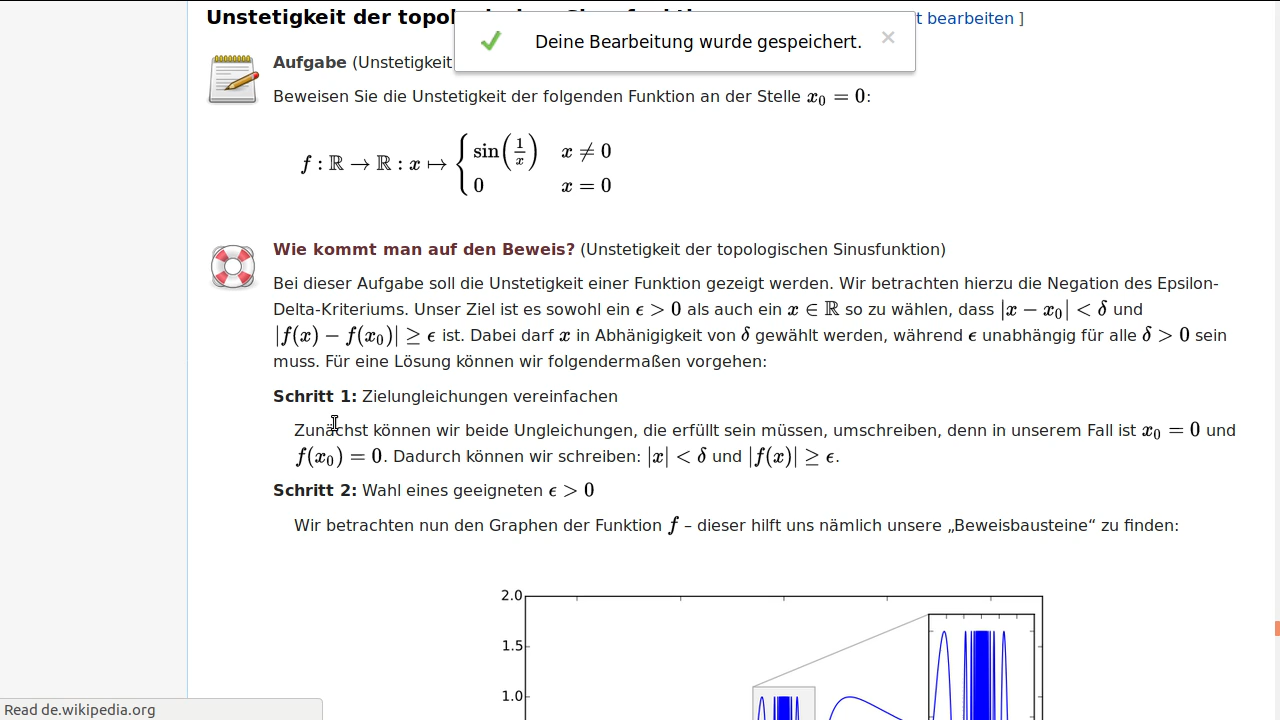 Unstetigkeit der topol
t bearbeiten ]
Deine Bearbeitung wurde gespeichert.
Aufgabe (Unstetigkeit
Beweisen Sie die Unstetigkeit der folgenden Funktion an der Stelle x₀ = 0:
f : ℝ → ℝ : x ↦ { sin(1/x) x ≠ 0
0 x = 0
Wie kommt man auf den Beweis? (Unstetigkeit der topologischen Sinusfunktion)
Bei dieser Aufgabe soll die Unstetigkeit einer Funktion gezeigt werden. Wir betrachten hierzu die Negation des Epsilon-
Delta-Kriteriums. Unser Ziel ist es sowohl ein ϵ > 0 als auch ein x ∈ ℝ so zu wählen, dass |x − x₀| < δ und
|f(x) − f(x₀)| ≥ ϵ ist. Dabei darf x in Abhänigigkeit von δ gewählt werden, während ϵ unabhängig für alle δ > 0 sein
muss. Für eine Lösung können wir folgendermaßen vorgehen:
Schritt 1: Zielungleichungen vereinfachen
Zunächst können wir beide Ungleichungen, die erfüllt sein müssen, umschreiben, denn in unserem Fall ist x₀ = 0 und
f(x₀) = 0. Dadurch können wir schreiben: |x| < δ und |f(x)| ≥ ϵ.
Schritt 2: Wahl eines geeigneten ϵ > 0
Wir betrachten nun den Graphen der Funktion f – dieser hilft uns nämlich unsere „Beweisbausteine“ zu finden:
2.0
1.5
1.0
Read de.wikipedia.org